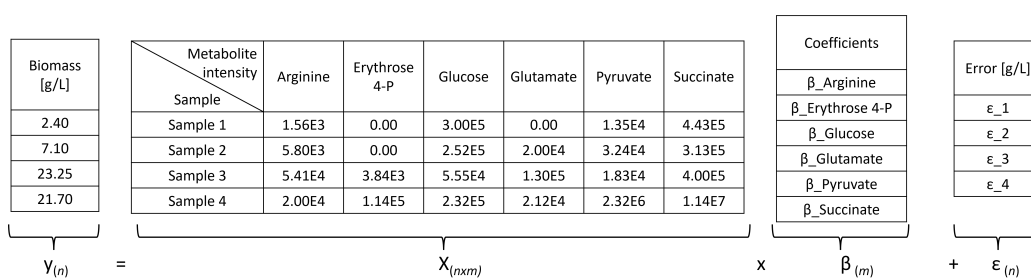 Biomass [g/L]
2.40
7.10
23.25
21.70
Metabolite intensity Sample Arginine Erythrose 4-P Glucose Glutamate Pyruvate Succinate
Sample 1 1.56E3 0.00 3.00E5 0.00 1.35E4 4.43E5
Sample 2 5.80E3 0.00 2.52E5 2.00E4 3.24E4 3.13E5
Sample 3 5.41E4 3.84E3 5.55E4 1.30E5 1.83E4 4.00E5
Sample 4 2.00E4 1.14E5 2.32E5 2.12E4 2.32E6 1.14E7
Coefficients
β_Arginine
β_Erythrose 4-P
β_Glucose
β_Glutamate
β_Pyruvate
β_Succinate
Error [g/L]
ε_1
ε_2
ε_3
ε_4
y(n) = X(nxm) x β (m) + ε (n)